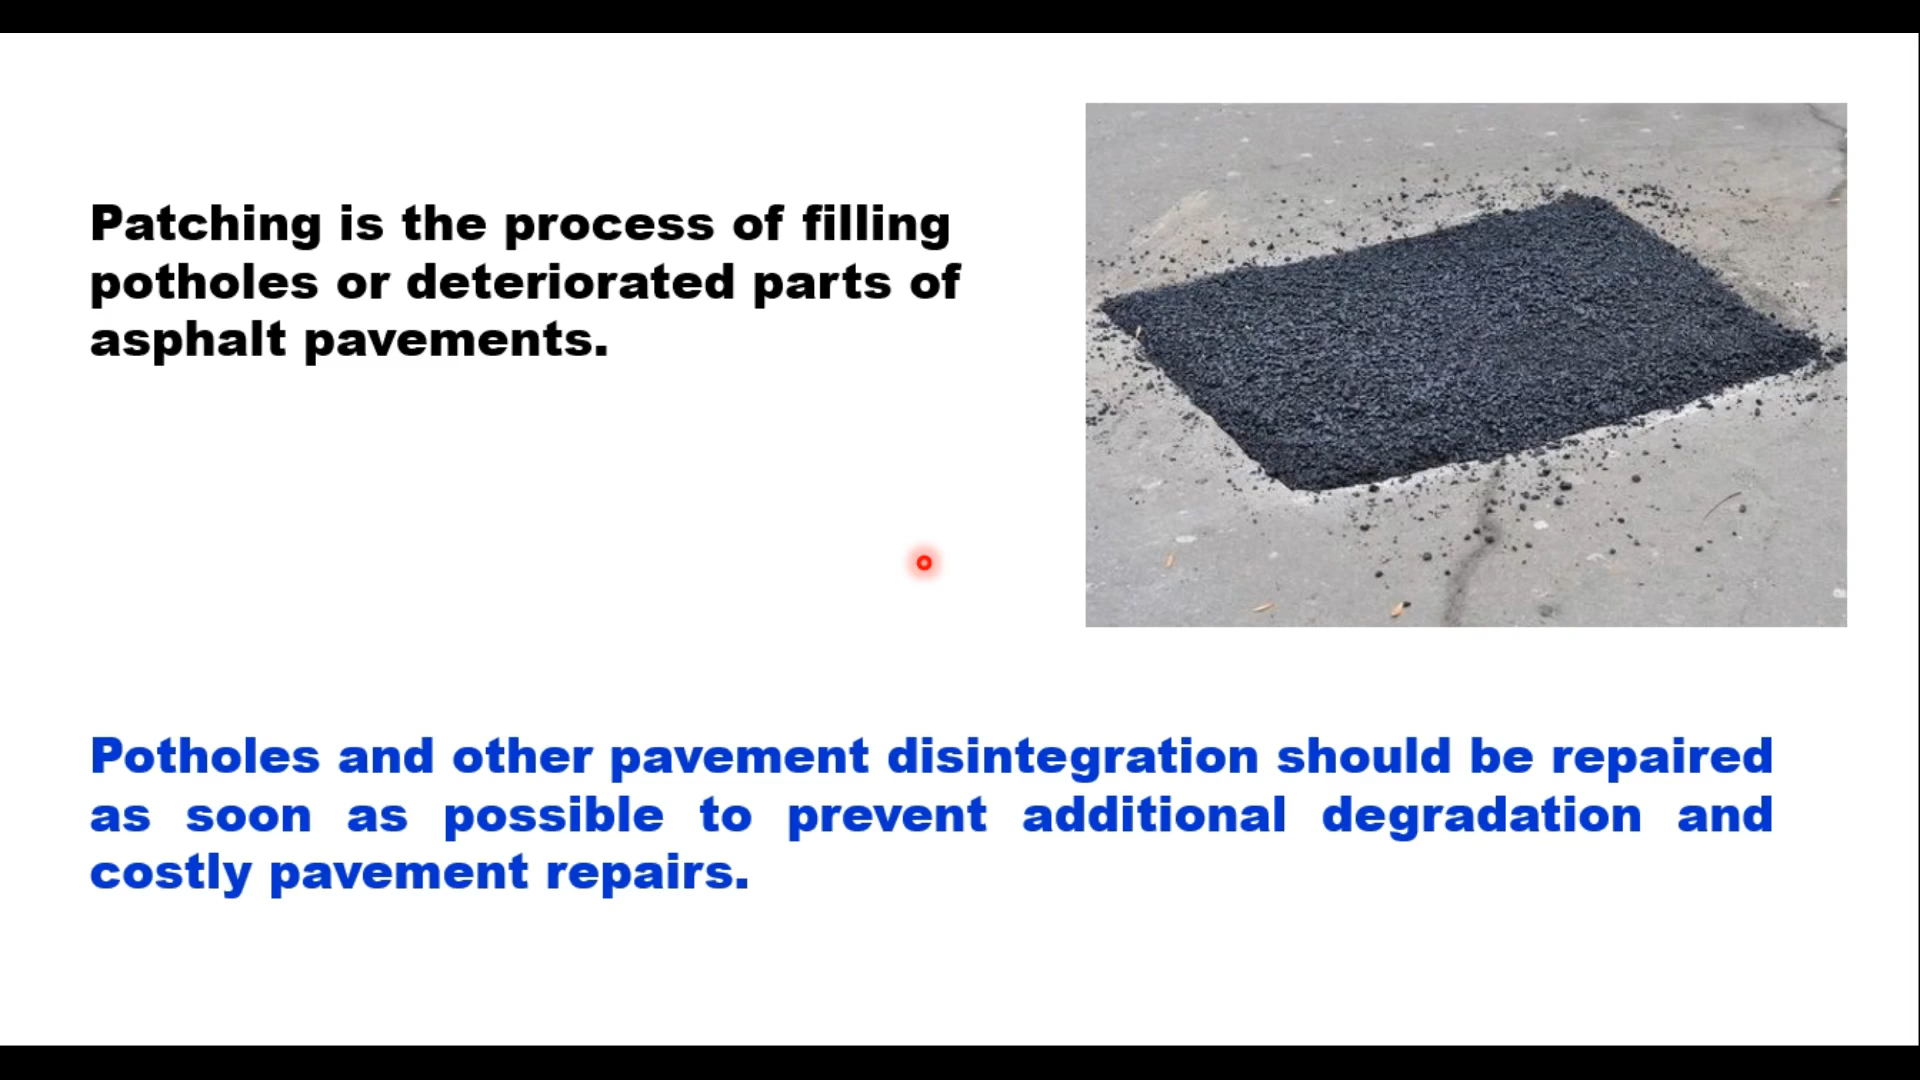 Patching is the process of filling
potholes or deteriorated parts of
asphalt pavements.
Potholes and other pavement disintegration should be repaired
as soon as possible to prevent additional degradation and
costly pavement repairs.